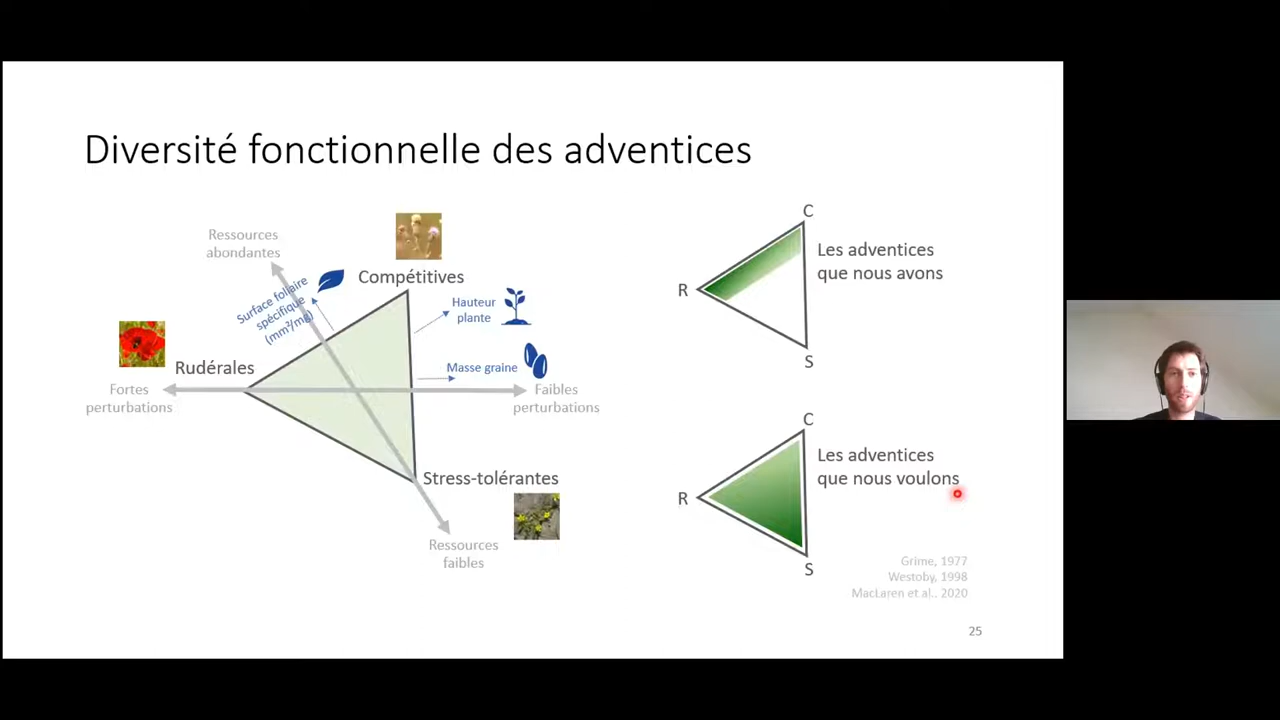 Diversité fonctionnelle des adventices
Ressources
abondantes
Surface foliaire
spécifique
(mm²/mg)
Compétitives
Hauteur
plante
Masse graine
Rudérales
Fortes
perturbations
Faibles
perturbations
Stress-tolérantes
Ressources
faibles
C
R
S
Les adventices
que nous avons
C
R
S
Les adventices
que nous voulons
Grime, 1977
Westoby, 1998
MacLaren et al.. 2020
25